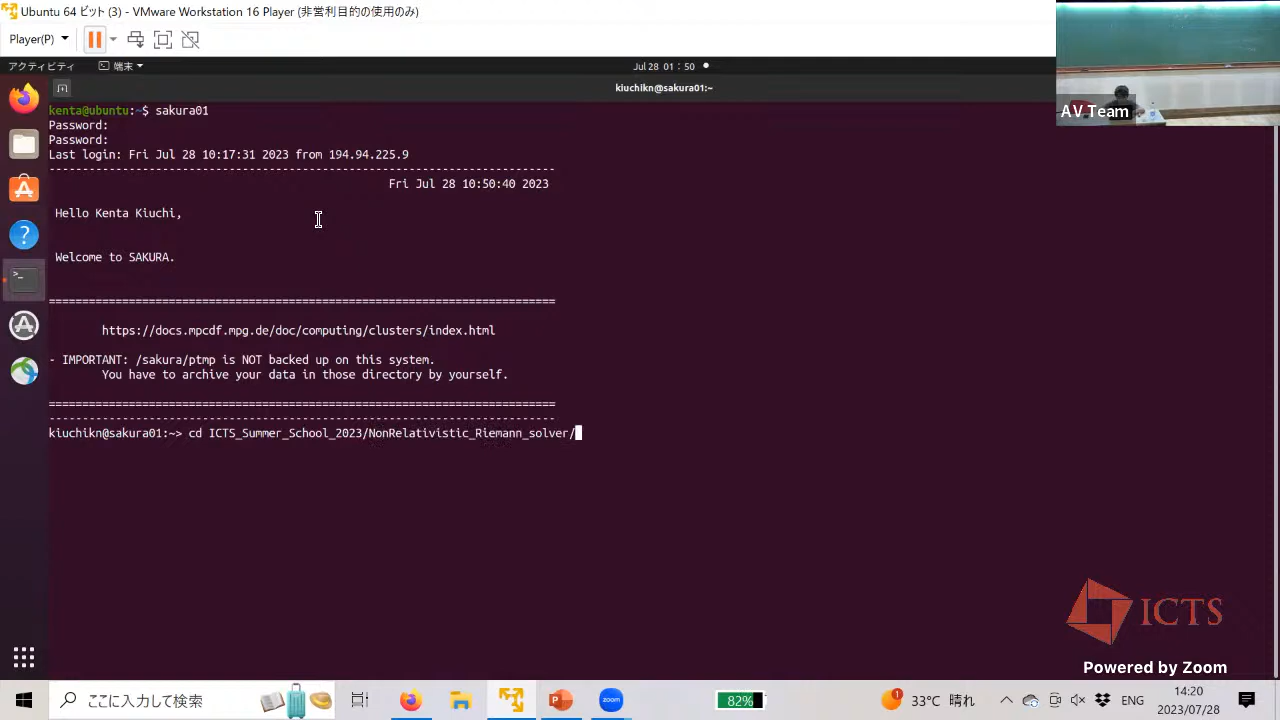 Ubuntu 64 ビット (3) - VMware Workstation 16 Player (非営利目的の使用のみ)
Player(P)
アクティビティ
端末
Jul 28 01:50
kiuchikn@sakura01:~
AV Team
kenta@ubuntu:~$ sakura01
Password:
Password:
Last login: Fri Jul 28 10:17:31 2023 from 194.94.225.9
--------------------------------------------------------------------------------
Fri Jul 28 10:50:40 2023
Hello Kenta Kiuchi,
Welcome to SAKURA.
================================================================================
https://docs.mpcdf.mpg.de/doc/computing/clusters/index.html
- IMPORTANT: /sakura/ptmp is NOT backed up on this system.
You have to archive your data in those directory by yourself.
================================================================================
--------------------------------------------------------------------------------
kiuchikn@sakura01:~> cd ICTS_Summer_School_2023/NonRelativistic_Riemann_solver/
ICTS
Powered by Zoom
ここに入力して検索
zoom
82%
1
33°C 晴れ
ENG
14:20
2023/07/28